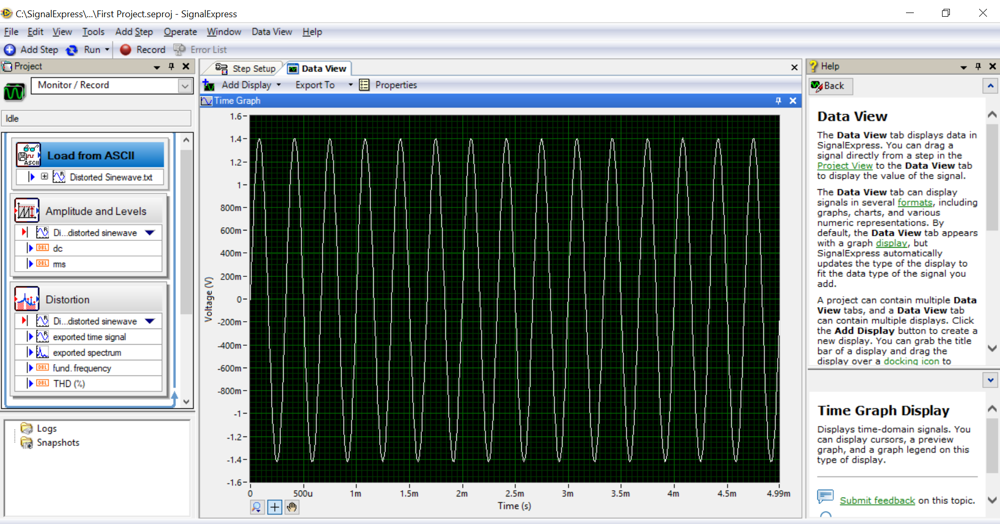 C:\SignalExpress\...\First Project.seproj - SignalExpress
File Edit View Tools Add Step Operate Window Data View Help
Add Step Run Record Error List
Project
Monitor / Record
Idle
Load from ASCII
ASCII
Distorted Sinewave.txt
Amplitude and Levels
Di...distorted sinewave
DBL dc
DBL rms
Distortion
Di...distorted sinewave
exported time signal
exported spectrum
DBL fund. frequency
DBL THD (%)
Logs
Snapshots
Step Setup Data View
Add Display Export To Properties
Time Graph
1.6
1.4
1.2
1
800m
600m
400m
200m
0
-200m
-400m
-600m
-800m
-1
-1.2
-1.4
-1.6
Voltage (V)
0 500u 1m 1.5m 2m 2.5m 3m 3.5m 4m 4.5m 4.99m
Time (s)
Help
Back
Data View
The Data View tab displays data in
SignalExpress. You can drag a
signal directly from a step in the
Project View to the Data View tab
to display the value of the signal.
The Data View tab can display
signals in several formats, including
graphs, charts, and various
numeric representations. By
default, the Data View tab appears
with a graph display, but
SignalExpress automatically
updates the type of the display to
fit the data type of the signal you
add.
A project can contain multiple Data
View tabs, and a Data View tab
can contain multiple displays. Click
the Add Display button to create a
new display. You can grab the title
bar of a display and drag the
display over a docking icon to
Time Graph Display
Displays time-domain signals. You
can display cursors, a preview
graph, and a graph legend on this
type of display.
Submit feedback on this topic.